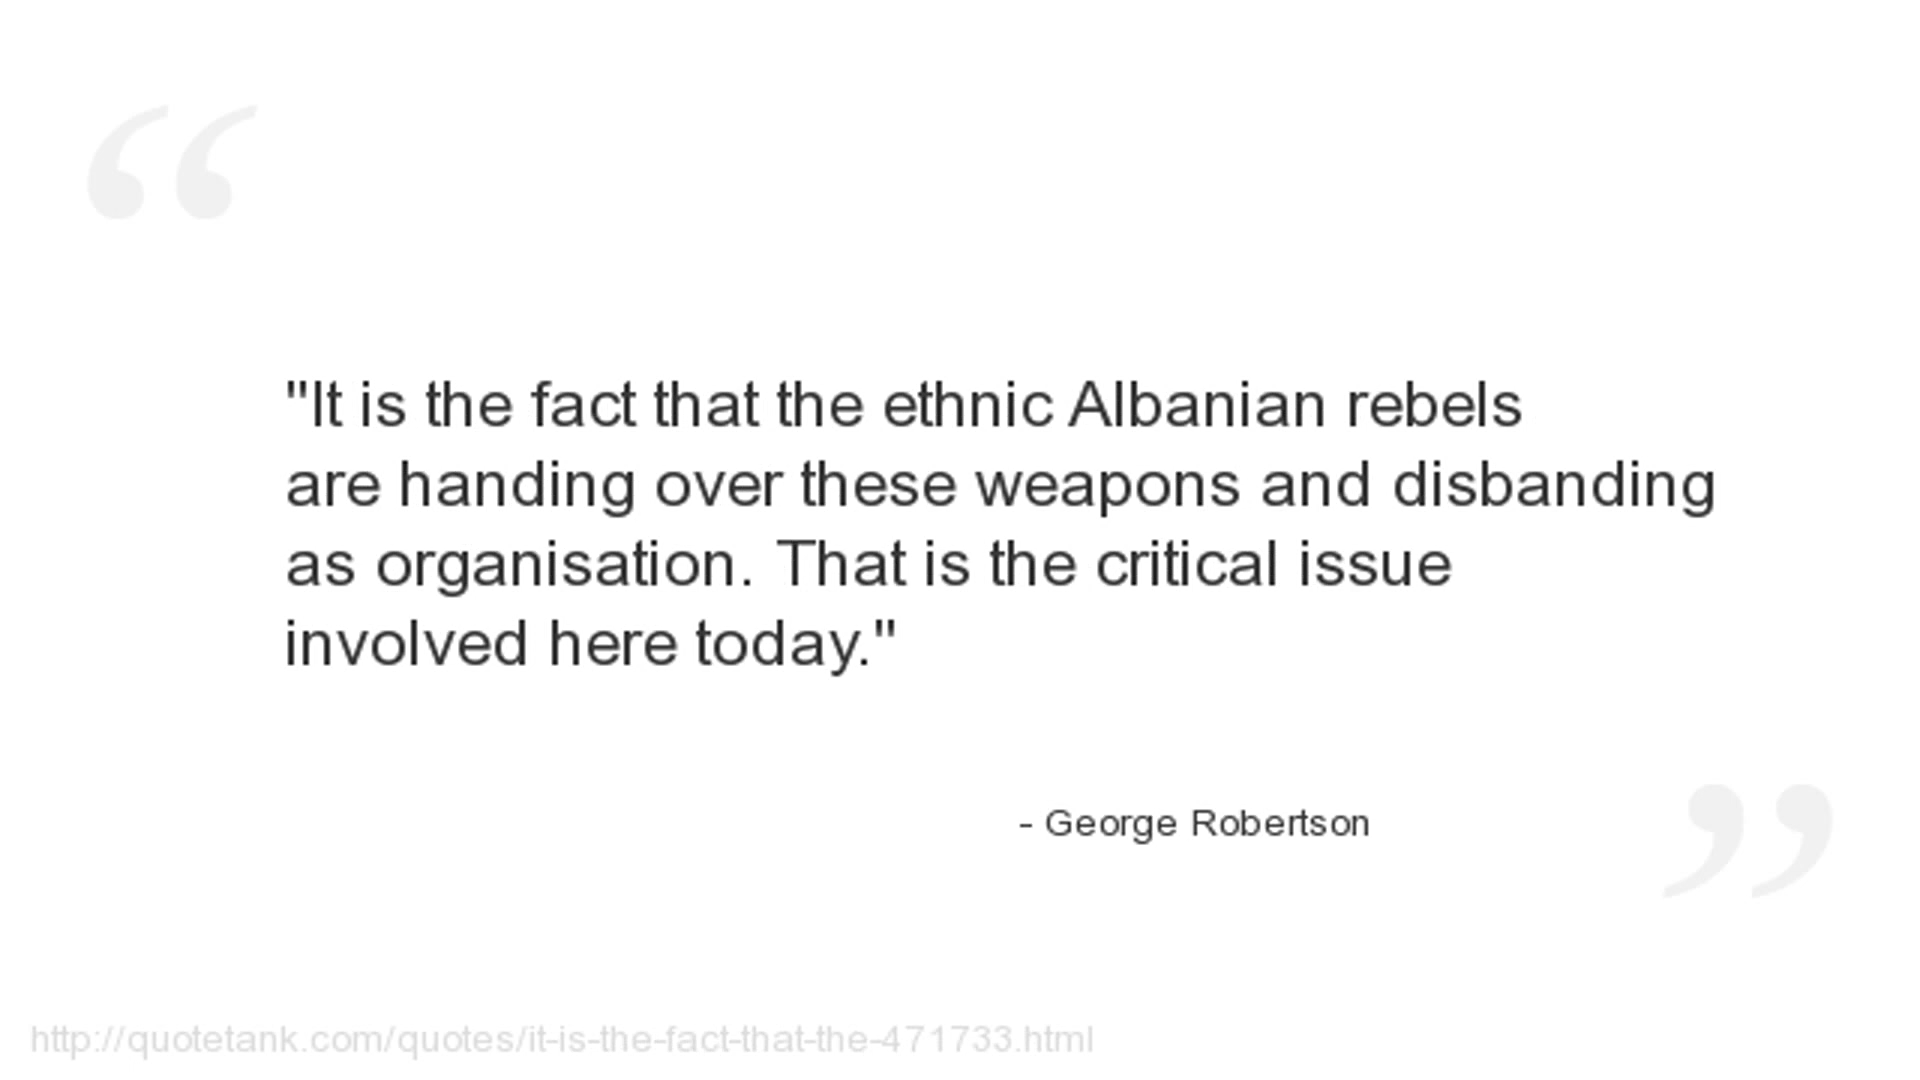 "It is the fact that the ethnic Albanian rebels
are handing over these weapons and disbanding
as organisation. That is the critical issue
involved here today."
- George Robertson
http://quotetank.com/quotes/it-is-the-fact-that-the-471733.html